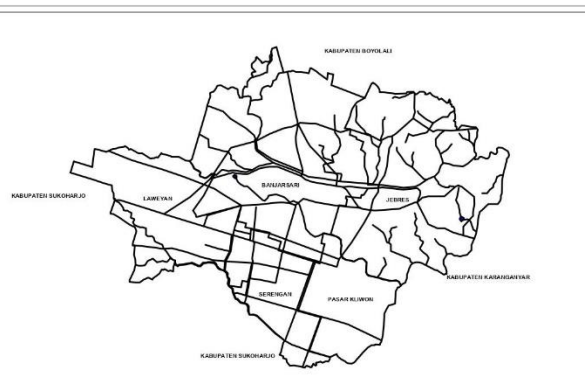 KABUPATEN BOYOLALI
BANJARSARI
KABUPATEN SUKOHARJO
LAWEYAN
JEBRES
KABUPATEN KARANGANYAR
SERENGAN
PASAR KLIWON
KABUPATEN SUKOHARJO